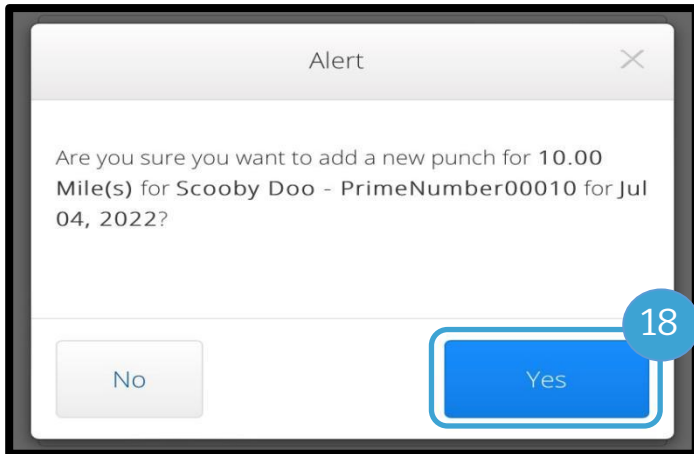 Alert
Are you sure you want to add a new punch for 10.00
Mile(s) for Scooby Doo - PrimeNumber00010 for Jul
04, 2022?
18
No
Yes